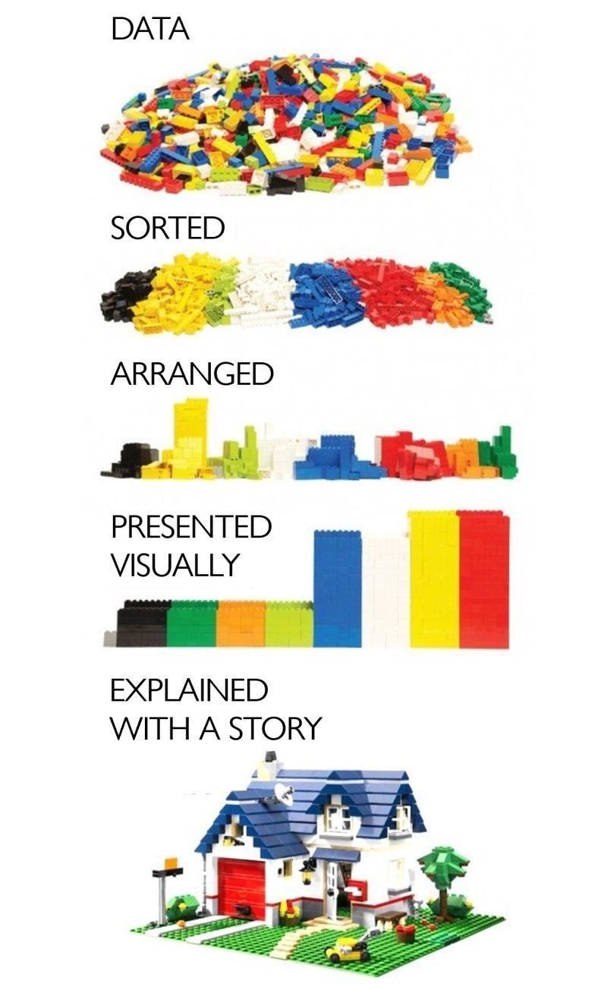 DATA
SORTED
ARRANGED
PRESENTED
VISUALLY
EXPLAINED
WITH A STORY